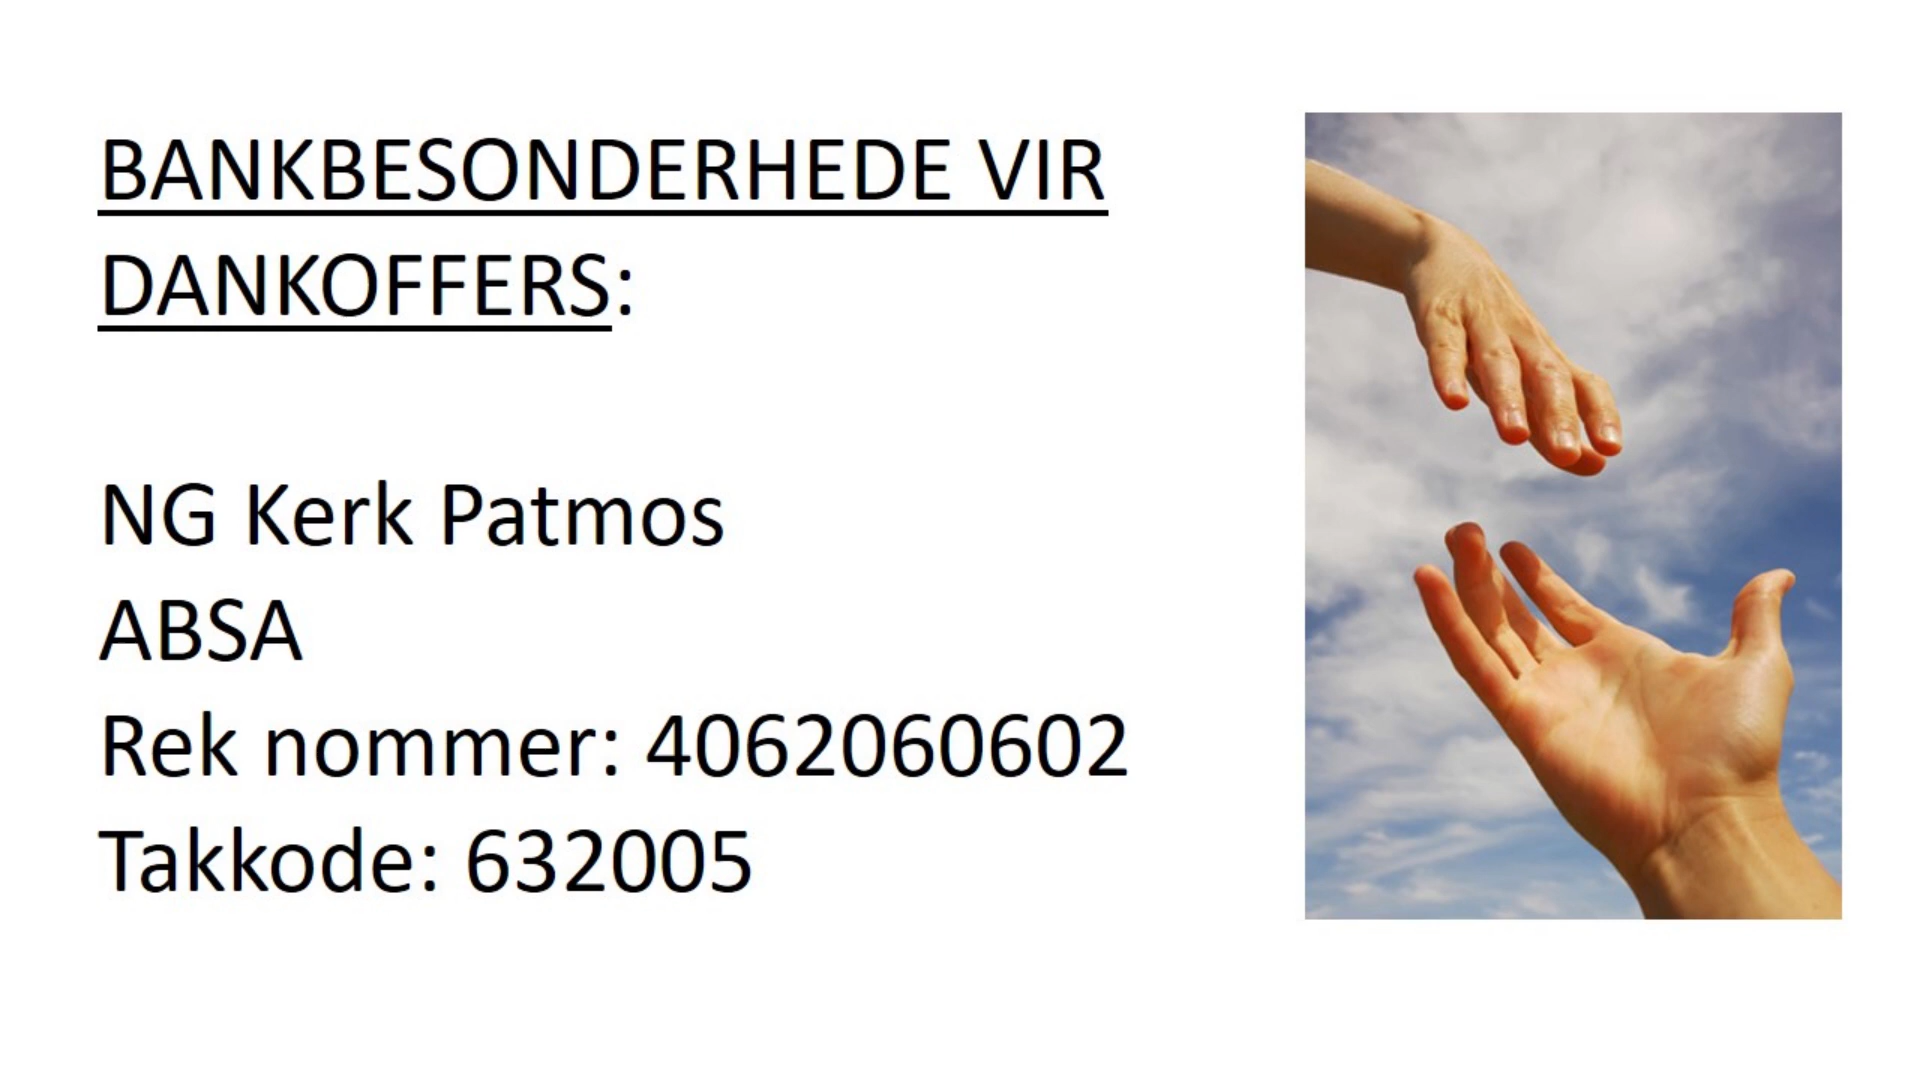 BANKBESONDERHEDE VIR
DANKOFFERS:
NG Kerk Patmos
ABSA
Rek nommer: 4062060602
Takkode: 632005